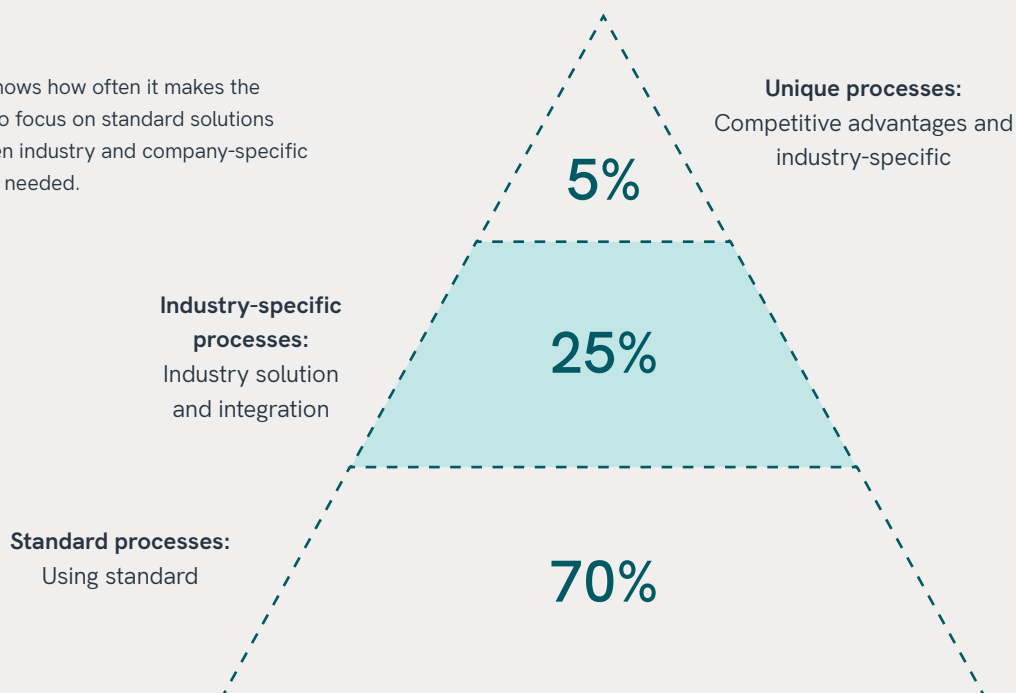 hows how often it makes the
o focus on standard solutions
en industry and company-specific
needed.
Unique processes:
Competitive advantages and
industry-specific
5%
Industry-specific
processes:
Industry solution
and integration
25%
Standard processes:
Using standard
70%